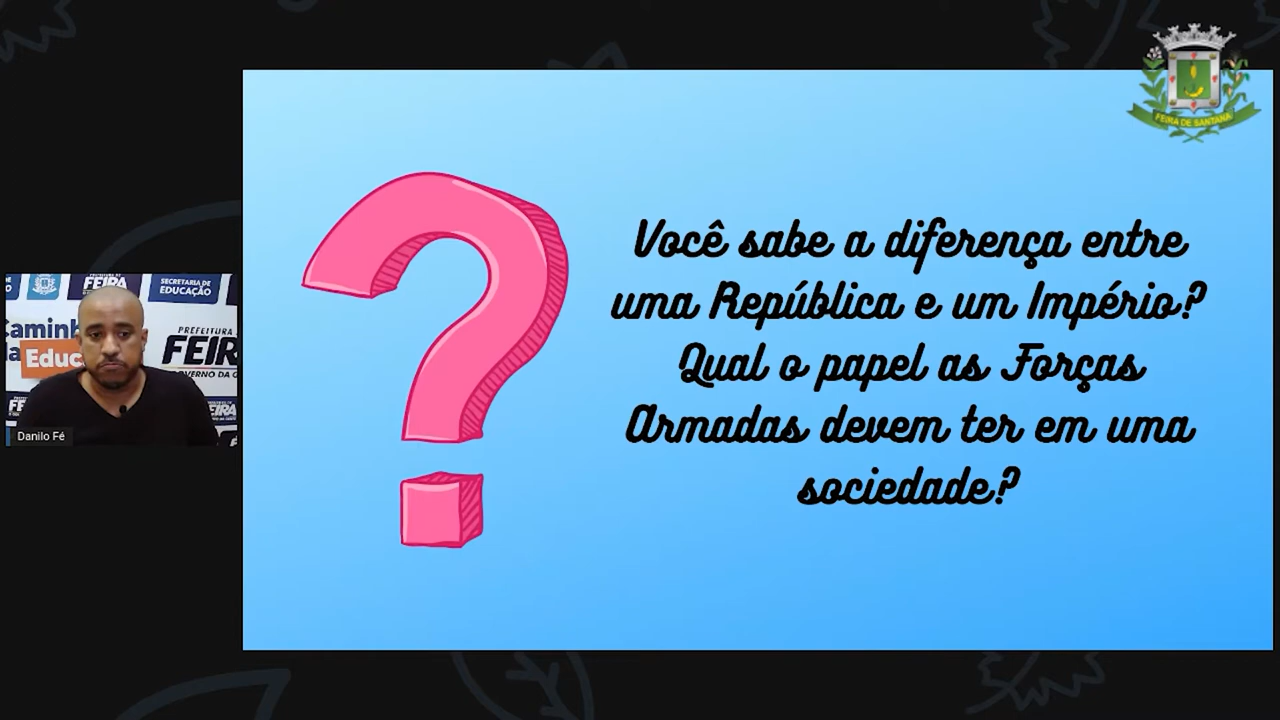 FEIRA DE SANTANA
Você sabe a diferença entre
uma República e um Império?
Qual o papel as Forças
Armadas devem ter em uma
sociedade?
FEIRA
SECRETARIA DE
EDUCAÇÃO
PREFEITURA
Educ
Danilo Fé